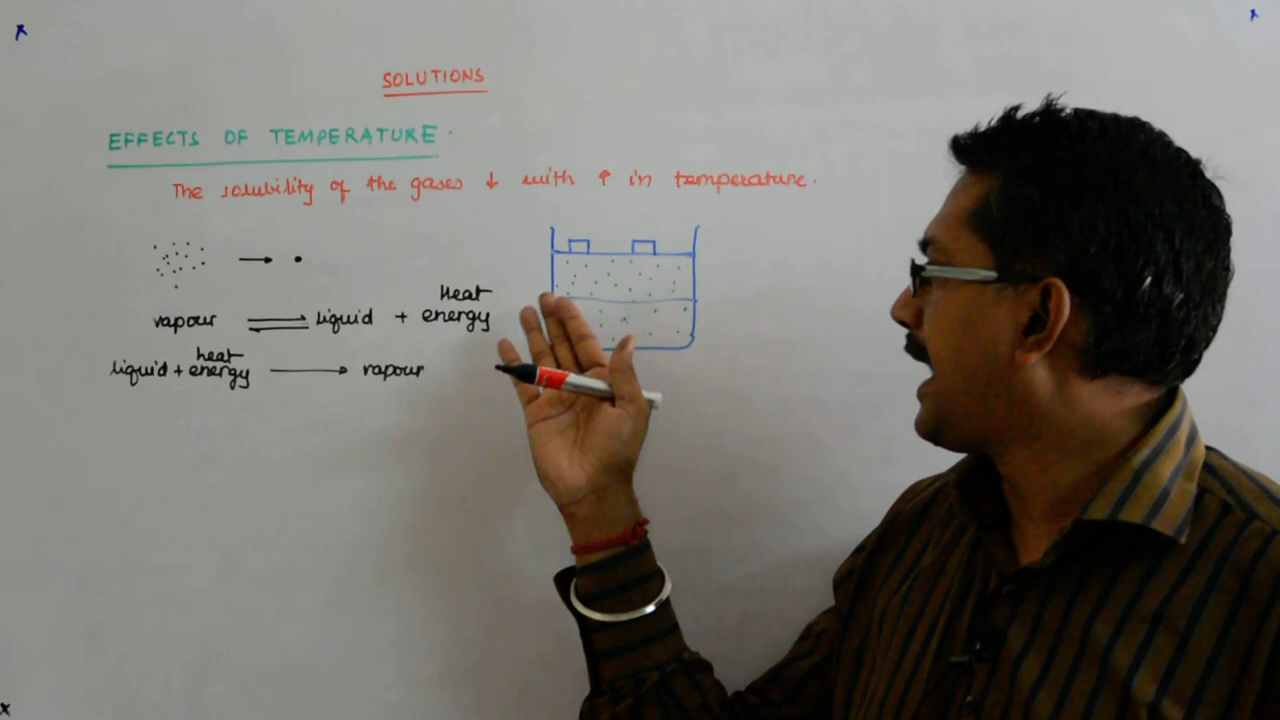 SOLUTIONS
EFFECTS OF TEMPERATURE
The solubility of the gases ↓ with ↑ in temperature.
vapour ⇌ liquid + Heat energy
liquid + heat energy → vapour